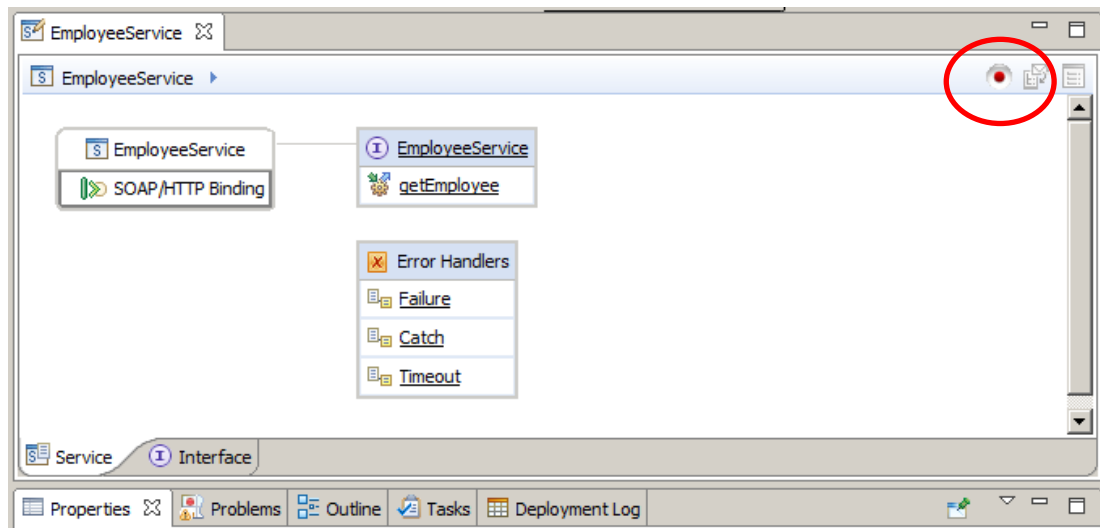 EmployeeService
EmployeeService
EmployeeService
SOAP/HTTP Binding
EmployeeService
getEmployee
Error Handlers
Failure
Catch
Timeout
Service
Interface
Properties
Problems
Outline
Tasks
Deployment Log